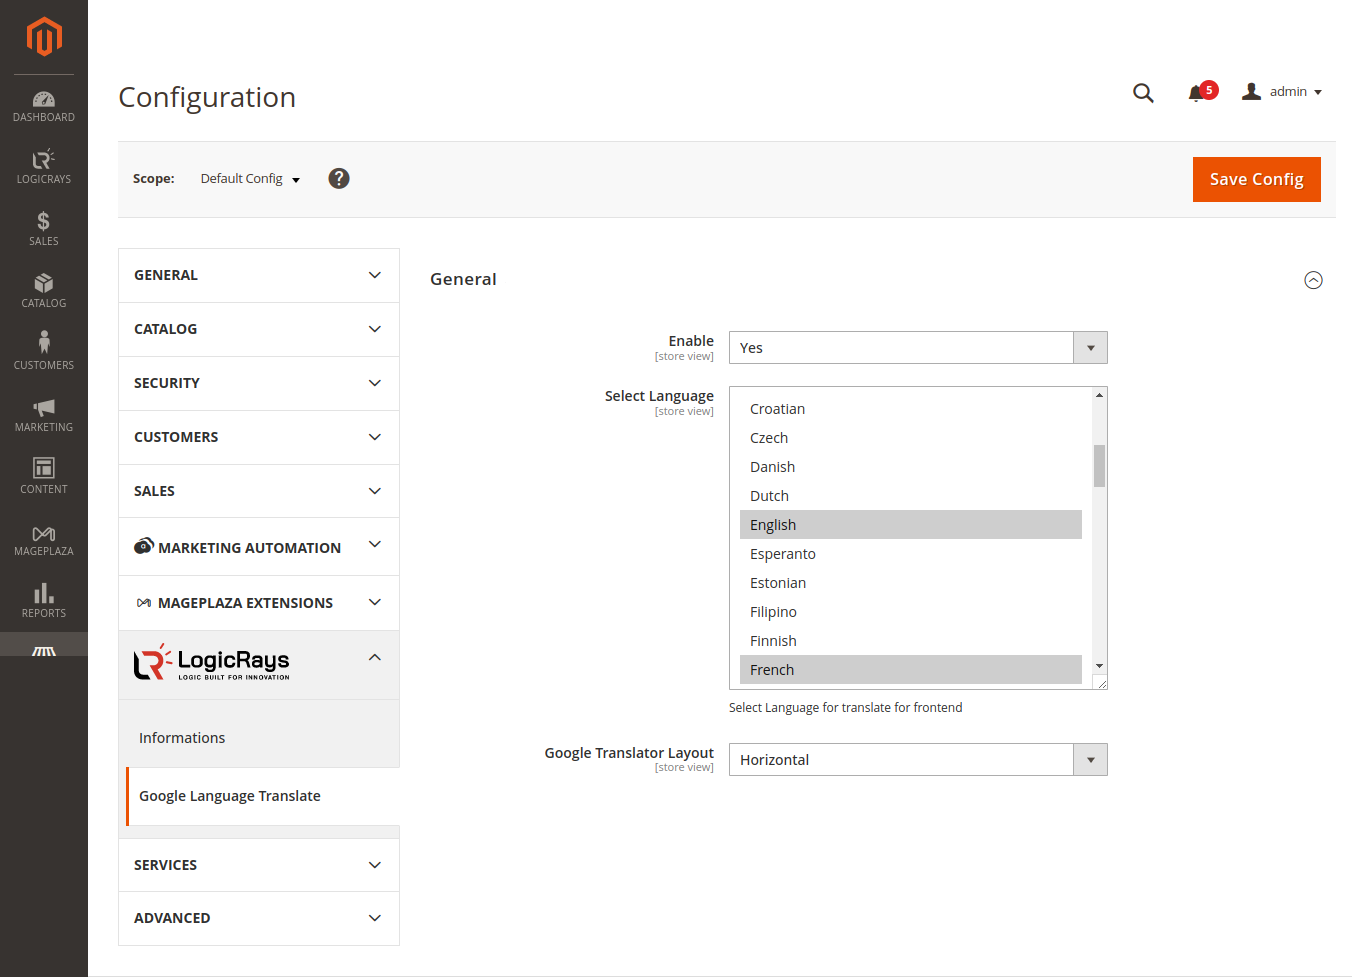 DASHBOARD
LOGICRAYS
SALES
CATALOG
CUSTOMERS
MARKETING
CONTENT
MAGEPLAZA
REPORTS
Configuration
5
admin
Scope:
Default Config
?
Save Config
GENERAL
CATALOG
SECURITY
CUSTOMERS
SALES
MARKETING AUTOMATION
MAGEPLAZA EXTENSIONS
LogicRays
LOGIC BUILT FOR INNOVATION
Informations
Google Language Translate
SERVICES
ADVANCED
General
Enable
[store view]
Yes
Select Language
[store view]
Croatian
Czech
Danish
Dutch
English
Esperanto
Estonian
Filipino
Finnish
French
Select Language for translate for frontend
Google Translator Layout
[store view]
Horizontal